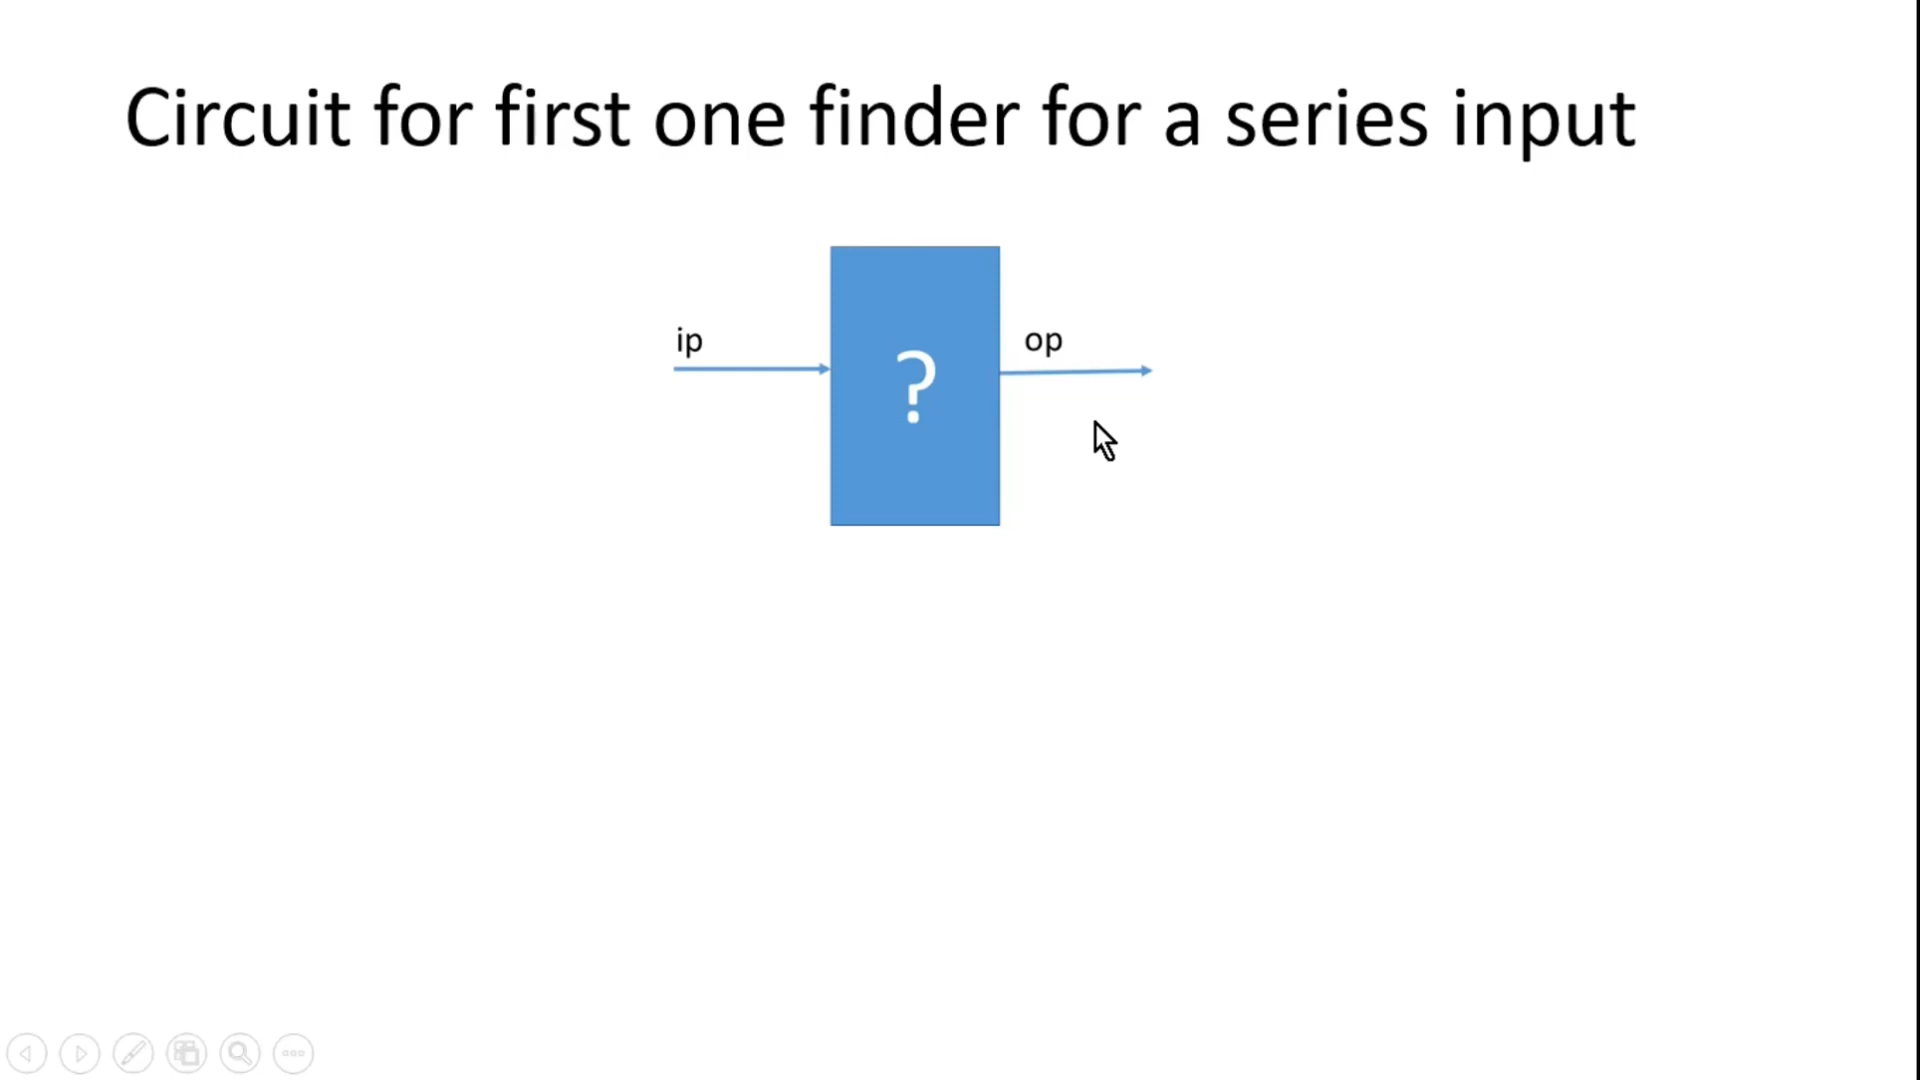 Circuit for first one finder for a series input
ip
op
?